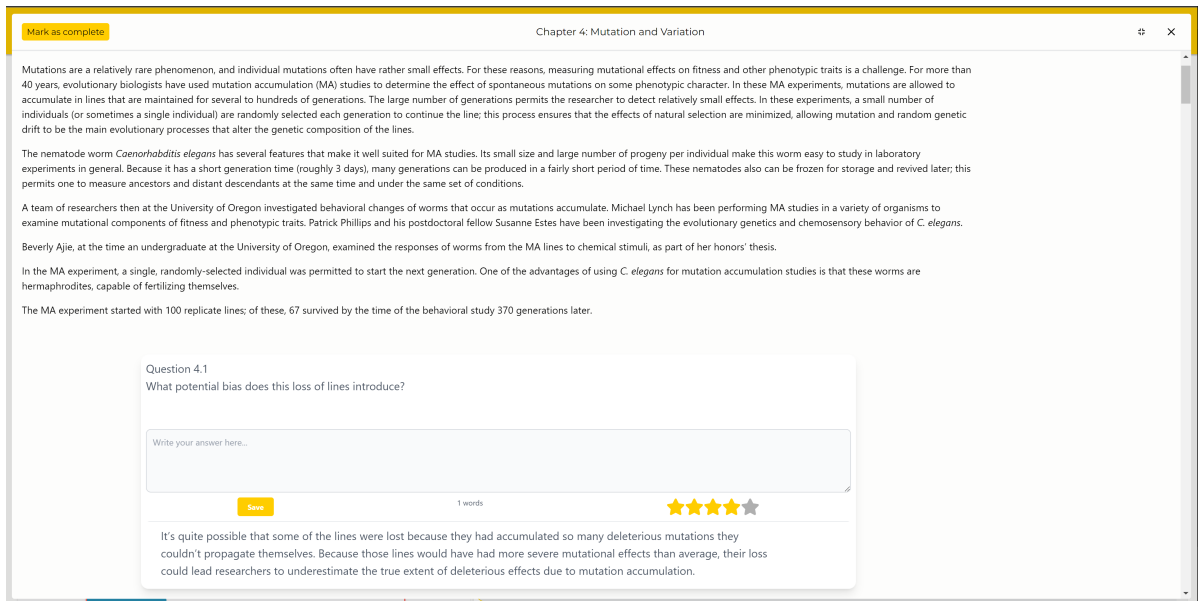 Mark as complete
Chapter 4: Mutation and Variation
Mutations are a relatively rare phenomenon, and individual mutations often have rather small effects. For these reasons, measuring mutational effects on fitness and other phenotypic traits is a challenge. For more than
40 years, evolutionary biologists have used mutation accumulation (MA) studies to determine the effect of spontaneous mutations on some phenotypic character. In these MA experiments, mutations are allowed to
accumulate in lines that are maintained for several to hundreds of generations. The large number of generations permits the researcher to detect relatively small effects. In these experiments, a small number of
individuals (or sometimes a single individual) are randomly selected each generation to continue the line; this process ensures that the effects of natural selection are minimized, allowing mutation and random genetic
drift to be the main evolutionary processes that alter the genetic composition of the lines.
The nematode worm Caenorhabditis elegans has several features that make it well suited for MA studies. Its small size and large number of progeny per individual make this worm easy to study in laboratory
experiments in general. Because it has a short generation time (roughly 3 days), many generations can be produced in a fairly short period of time. These nematodes also can be frozen for storage and revived later; this
permits one to measure ancestors and distant descendants at the same time and under the same set of conditions.
A team of researchers then at the University of Oregon investigated behavioral changes of worms that occur as mutations accumulate. Michael Lynch has been performing MA studies in a variety of organisms to
examine mutational components of fitness and phenotypic traits. Patrick Phillips and his postdoctoral fellow Susanne Estes have been investigating the evolutionary genetics and chemosensory behavior of C. elegans.
Beverly Ajie, at the time an undergraduate at the University of Oregon, examined the responses of worms from the MA lines to chemical stimuli, as part of her honors' thesis.
In the MA experiment, a single, randomly-selected individual was permitted to start the next generation. One of the advantages of using C. elegans for mutation accumulation studies is that these worms are
hermaphrodites, capable of fertilizing themselves.
The MA experiment started with 100 replicate lines; of these, 67 survived by the time of the behavioral study 370 generations later.
Question 4.1
What potential bias does this loss of lines introduce?
Write your answer here...
Save
1 words
It's quite possible that some of the lines were lost because they had accumulated so many deleterious mutations they
couldn't propagate themselves. Because those lines would have had more severe mutational effects than average, their loss
could lead researchers to underestimate the true extent of deleterious effects due to mutation accumulation.